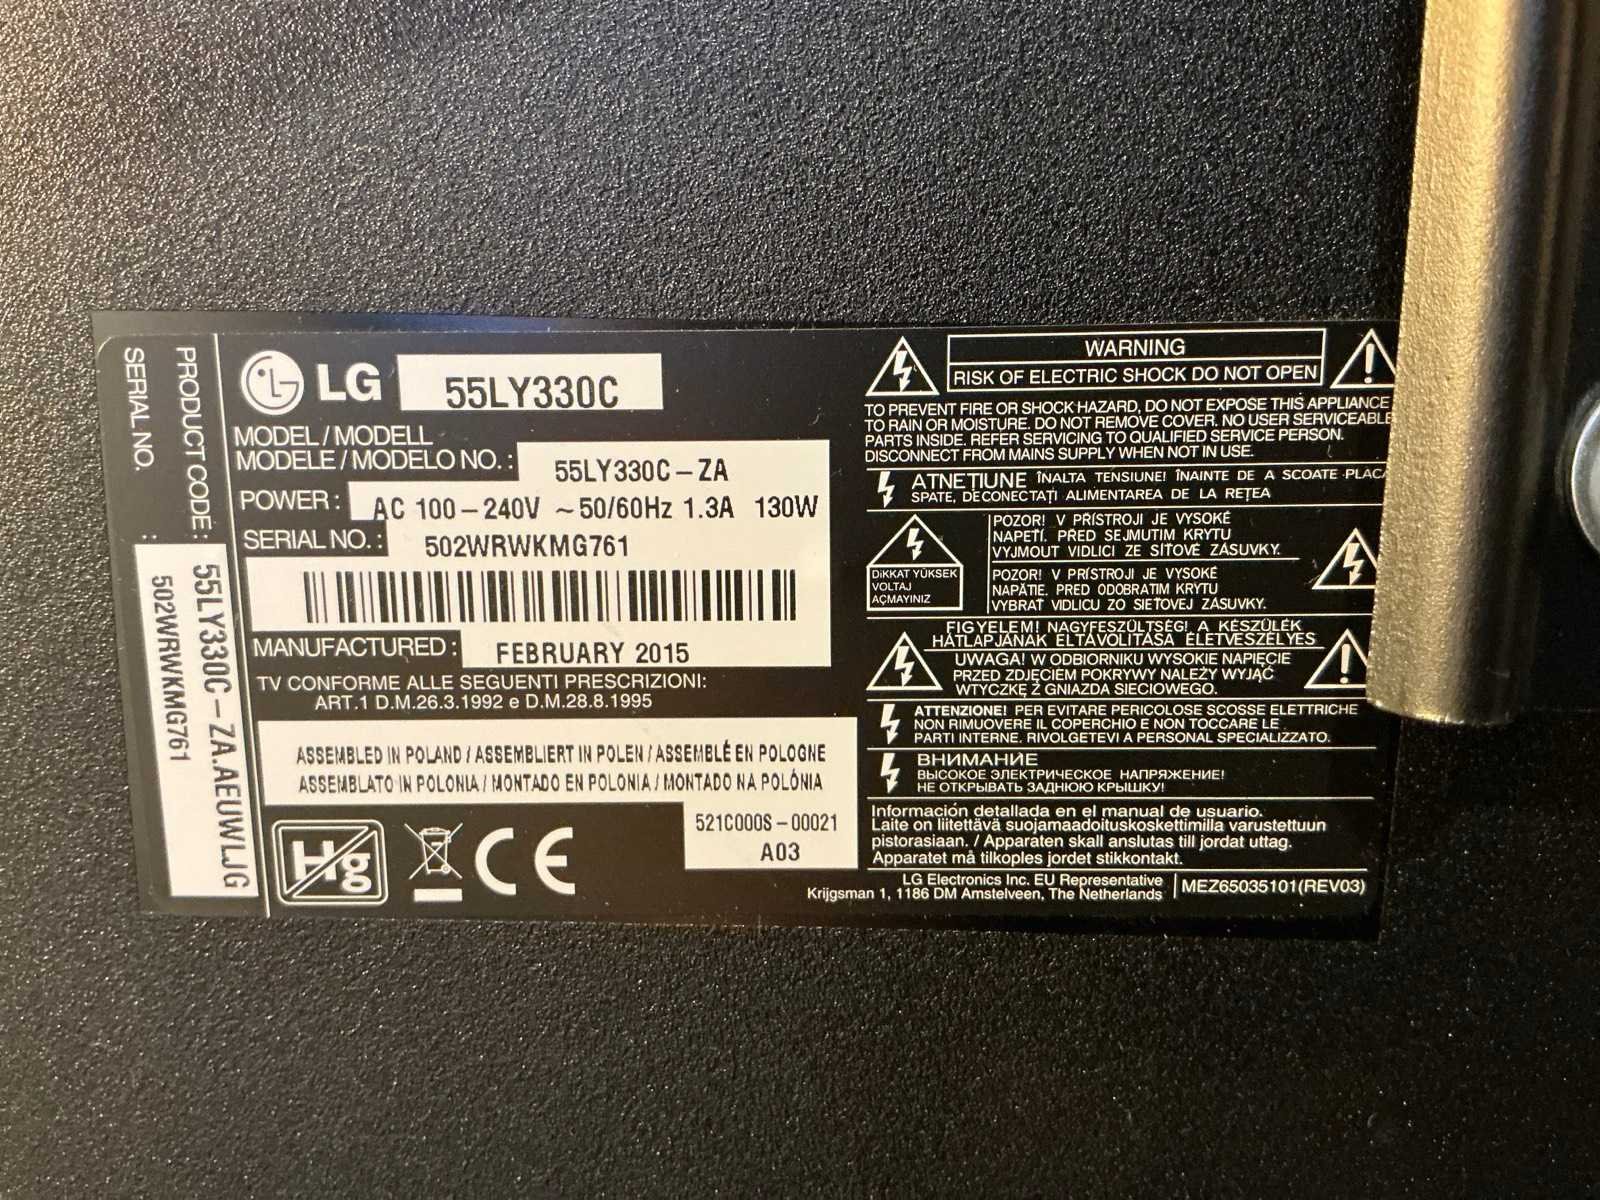 PRODUCT CODE : 55LY330C-ZA.AEUWLJG
SERIAL NO. : 502WRWKMG761
LG 55LY330C
MODEL / MODELL
MODELE / MODELO NO. : 55LY330C-ZA
POWER : AC 100-240V ~50/60Hz 1.3A 130W
SERIAL NO. : 502WRWKMG761
MANUFACTURED : FEBRUARY 2015
TV CONFORME ALLE SEGUENTI PRESCRIZIONI:
ART.1 D.M.26.3.1992 e D.M.28.8.1995
ASSEMBLED IN POLAND / ASSEMBLIERT IN POLEN / ASSEMBLÉ EN POLOGNE
ASSEMBLATO IN POLONIA / MONTADO EN POLONIA / MONTADO NA POLÓNIA
521C000S-00021
A03
Hg
CE
WARNING
RISK OF ELECTRIC SHOCK DO NOT OPEN
TO PREVENT FIRE OR SHOCK HAZARD, DO NOT EXPOSE THIS APPLIANCE
TO RAIN OR MOISTURE. DO NOT REMOVE COVER. NO USER SERVICEABLE
PARTS INSIDE. REFER SERVICING TO QUALIFIED SERVICE PERSON.
DISCONNECT FROM MAINS SUPPLY WHEN NOT IN USE.
ATNEŢIUNE ÎNALTA TENSIUNE! ÎNAINTE DE A SCOATE PLACA
SPATE, DECONECTAŢI ALIMENTAREA DE LA REŢEA
DİKKAT YÜKSEK
VOLTAJ
AÇMAYINIZ
POZOR! V PŘÍSTROJI JE VYSOKÉ
NAPETÍ. PŘED SEJMUTIM KRYTU
VYJMOUT VIDLICI ZE SÍŤOVÉ ZÁSUVKY.
POZOR! V PRÍSTROJI JE VYSOKÉ
NAPÄTIE. PRED ODOBRATIM KRYTU
VYBRAŤ VIDLICU ZO SIEŤOVEJ ZÁSUVKY.
FIGYELEM! NAGYFESZÜLTSÉG! A KÉSZÜLÉK
HÁTLAPJÁNAK ELTÁVOLÍTÁSA ÉLETVESZÉLYES
UWAGA! W ODBIORNIKU WYSOKIE NAPIĘCIE
PRZED ZDJĘCIEM POKRYWY NALEŻY WYJĄĆ
WTYCZKĘ Z GNIAZDA SIECIOWEGO.
ATTENZIONE! PER EVITARE PERICOLOSE SCOSSE ELETTRICHE
NON RIMUOVERE IL COPERCHIO E NON TOCCARE LE
PARTI INTERNE. RIVOLGETEVI A PERSONAL SPECIALIZZATO.
ВНИМАНИЕ
ВЫСОКОЕ ЭЛЕКТРИЧЕСКОЕ НАПРЯЖЕНИЕ!
НЕ ОТКРЫВАТЬ ЗАДНЮЮ КРЫШКУ!
Información detallada en el manual de usuario.
Laite on liitettävä suojamaadoituskoskettimilla varustettuun
pistorasiaan. / Apparaten skall anslutas till jordat uttag.
Apparatet må tilkoples jordet stikkontakt.
LG Electronics Inc. EU Representative
Krijgsman 1, 1186 DM Amstelveen, The Netherlands
MEZ65035101(REV03)